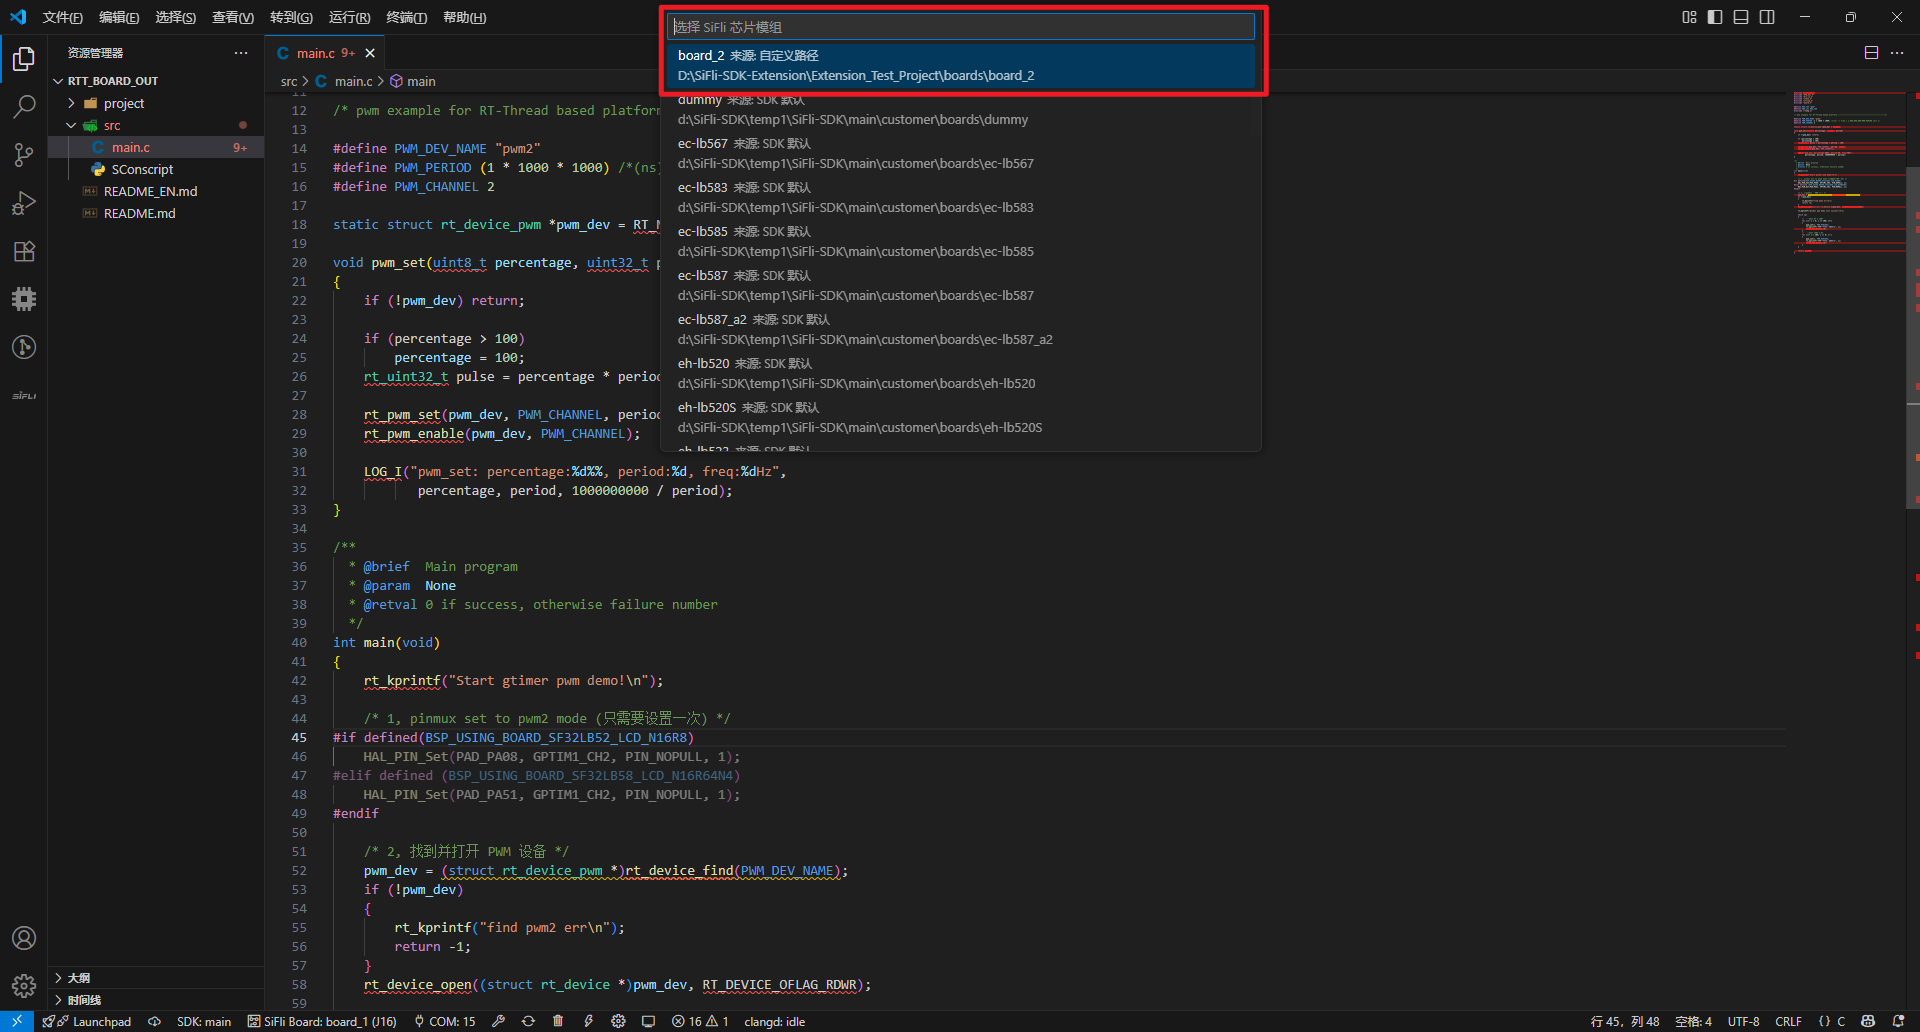 文件(F) 编辑(E) 选择(S) 查看(V) 转到(G) 运行(R) 终端(T) 帮助(H)
选择 SiFli 芯片模组
board_2 来源: 自定义路径
D:\SiFli-SDK-Extension\Extension_Test_Project\boards\board_2
dummy 来源: SDK 默认
d:\SiFli-SDK\temp1\SiFli-SDK\main\customer\boards\dummy
ec-lb567 来源: SDK 默认
d:\SiFli-SDK\temp1\SiFli-SDK\main\customer\boards\ec-lb567
ec-lb583 来源: SDK 默认
d:\SiFli-SDK\temp1\SiFli-SDK\main\customer\boards\ec-lb583
ec-lb585 来源: SDK 默认
d:\SiFli-SDK\temp1\SiFli-SDK\main\customer\boards\ec-lb585
ec-lb587 来源: SDK 默认
d:\SiFli-SDK\temp1\SiFli-SDK\main\customer\boards\ec-lb587
ec-lb587_a2 来源: SDK 默认
d:\SiFli-SDK\temp1\SiFli-SDK\main\customer\boards\ec-lb587_a2
eh-lb520 来源: SDK 默认
d:\SiFli-SDK\temp1\SiFli-SDK\main\customer\boards\eh-lb520
eh-lb520S 来源: SDK 默认
d:\SiFli-SDK\temp1\SiFli-SDK\main\customer\boards\eh-lb520S
资源管理器
RTT_BOARD_OUT
project
src
main.c 9+
SConscript
README_EN.md
README.md
大纲
时间线
SiFLI
main.c 9+
src > main.c > main
11
12 /* pwm example for RT-Thread based platform
13
14 #define PWM_DEV_NAME "pwm2"
15 #define PWM_PERIOD (1 * 1000 * 1000) /*(ns)
16 #define PWM_CHANNEL 2
17
18 static struct rt_device_pwm *pwm_dev = RT_N
19
20 void pwm_set(uint8_t percentage, uint32_t p
21 {
22 if (!pwm_dev) return;
23
24 if (percentage > 100)
25 percentage = 100;
26 rt_uint32_t pulse = percentage * period
27
28 rt_pwm_set(pwm_dev, PWM_CHANNEL, period
29 rt_pwm_enable(pwm_dev, PWM_CHANNEL);
30
31 LOG_I("pwm_set: percentage:%d%%, period:%d, freq:%dHz",
32 percentage, period, 1000000000 / period);
33 }
34
35 /**
36 * @brief Main program
37 * @param None
38 * @retval 0 if success, otherwise failure number
39 */
40 int main(void)
41 {
42 rt_kprintf("Start gtimer pwm demo!\n");
43
44 /* 1, pinmux set to pwm2 mode (只需要设置一次) */
45 #if defined(BSP_USING_BOARD_SF32LB52_LCD_N16R8)
46 HAL_PIN_Set(PAD_PA08, GPTIM1_CH2, PIN_NOPULL, 1);
47 #elif defined (BSP_USING_BOARD_SF32LB58_LCD_N16R64N4)
48 HAL_PIN_Set(PAD_PA51, GPTIM1_CH2, PIN_NOPULL, 1);
49 #endif
50
51 /* 2, 找到并打开 PWM 设备 */
52 pwm_dev = (struct rt_device_pwm *)rt_device_find(PWM_DEV_NAME);
53 if (!pwm_dev)
54 {
55 rt_kprintf("find pwm2 err\n");
56 return -1;
57 }
58 rt_device_open((struct rt_device *)pwm_dev, RT_DEVICE_OFLAG_RDWR);
59
Launchpad SDK: main SiFli Board: board_1 (J16) COM: 15 16 1 clangd: idle 行 45, 列 48 空格: 4 UTF-8 CRLF {} C